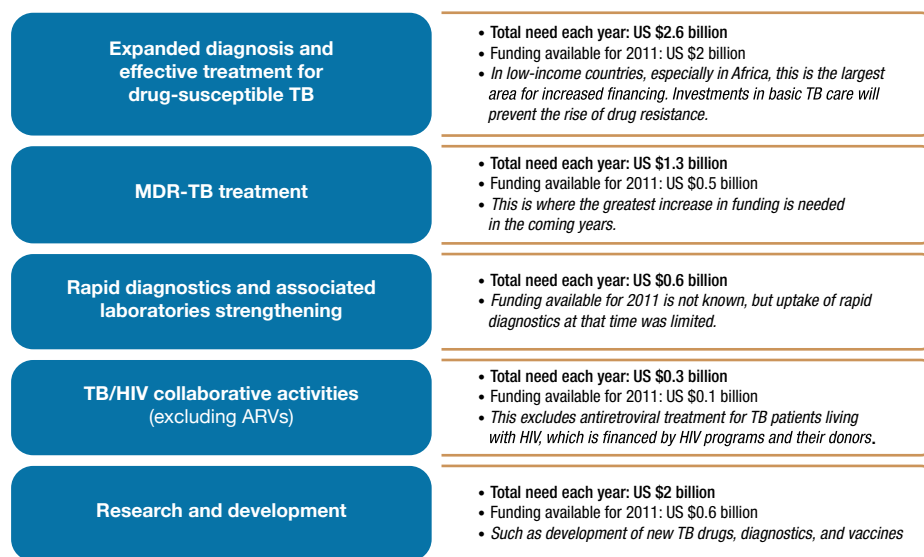 Expanded diagnosis and
effective treatment for
drug-susceptible TB
• Total need each year: US $2.6 billion
• Funding available for 2011: US $2 billion
• In low-income countries, especially in Africa, this is the largest
area for increased financing. Investments in basic TB care will
prevent the rise of drug resistance.
MDR-TB treatment
• Total need each year: US $1.3 billion
• Funding available for 2011: US $0.5 billion
• This is where the greatest increase in funding is needed
in the coming years.
Rapid diagnostics and associated
laboratories strengthening
• Total need each year: US $0.6 billion
• Funding available for 2011 is not known, but uptake of rapid
diagnostics at that time was limited.
TB/HIV collaborative activities
(excluding ARVs)
• Total need each year: US $0.3 billion
• Funding available for 2011: US $0.1 billion
• This excludes antiretroviral treatment for TB patients living
with HIV, which is financed by HIV programs and their donors.
Research and development
• Total need each year: US $2 billion
• Funding available for 2011: US $0.6 billion
• Such as development of new TB drugs, diagnostics, and vaccines